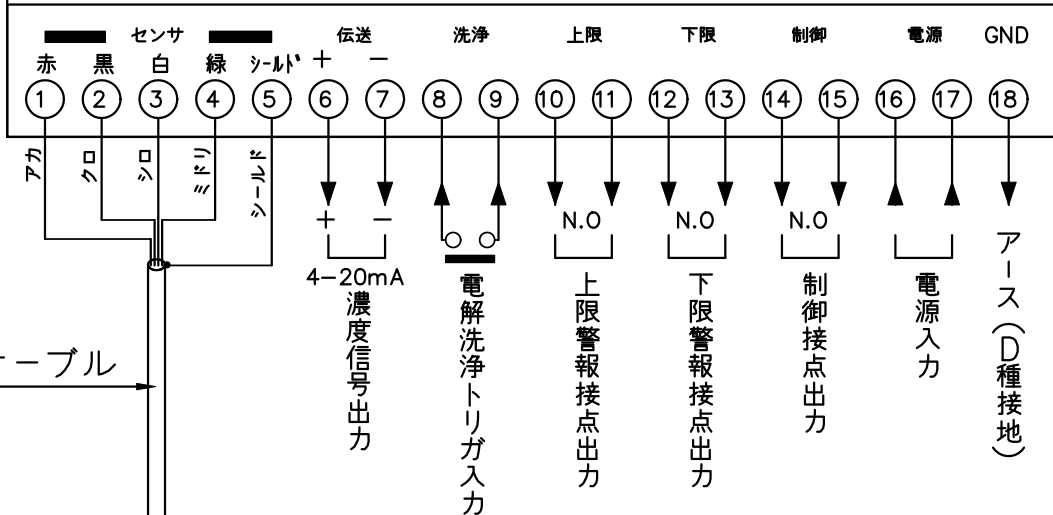 センサ 伝送 洗浄 上限 下限 制御 電源 GND
赤 黒 白 緑 シールド + −
1 2 3 4 5 6 7 8 9 10 11 12 13 14 15 16 17 18
アカ
クロ
シロ
ミドリ
シールド
+ − N.O N.O N.O
4−20mA
濃度信号出力
電解洗浄トリガ入力
上限警報接点出力
下限警報接点出力
制御接点出力
電源入力
アース(D種接地)
ーブル